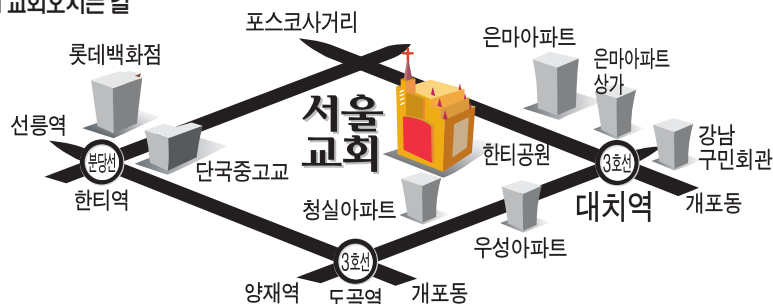 교회오시는 길
포스코사거리
롯데백화점
은마아파트
은마아파트
상가
선릉역
서울
교회
강남
구민회관
분당선
단국중고교
한티공원
3호선
한티역
청실아파트
대치역
개포동
우성아파트
3호선
양재역
도곡역
개포동